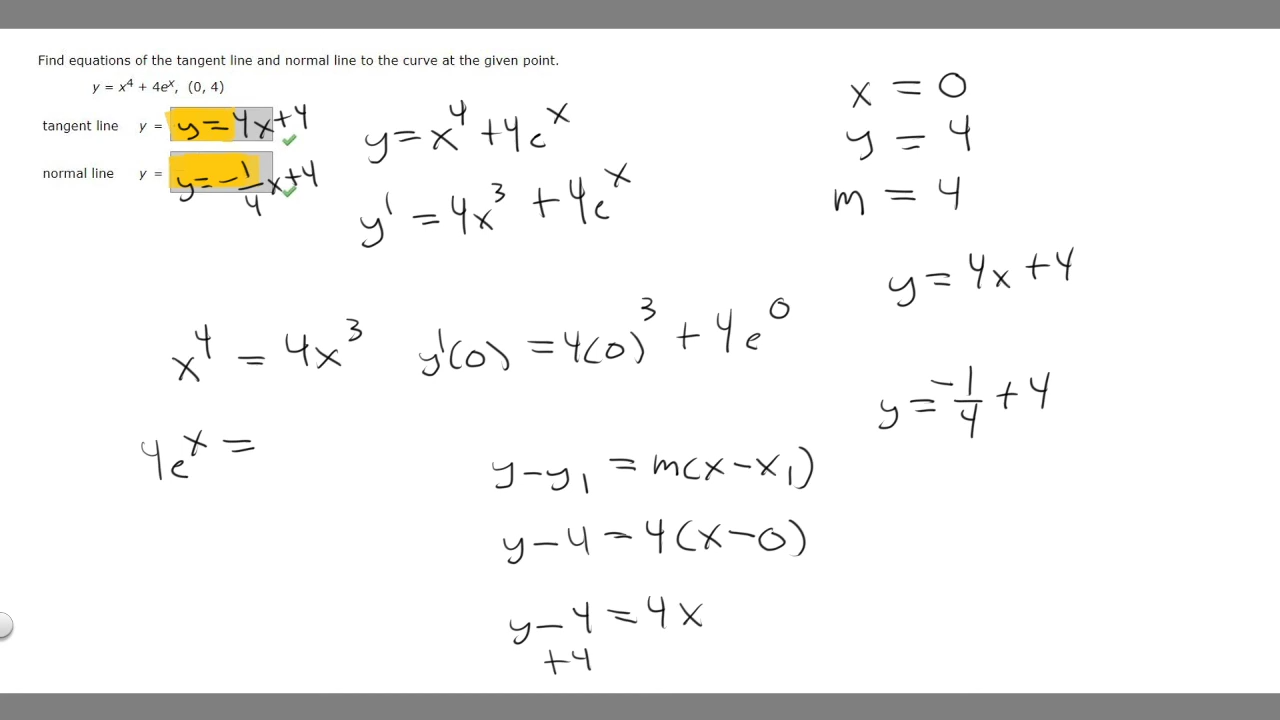 Find equations of the tangent line and normal line to the curve at the given point.
y = x⁴ + 4eˣ, (0, 4)
tangent line y = y=4x+4
normal line y = y=-1/4x+4
y=x⁴+4eˣ
y'=4x³+4eˣ
x=0
y=4
m=4
y=4x+4
x⁴=4x³
y'(0)=4(0)³+4e⁰
y=-1/4+4
4eˣ=
y-y₁=m(x-x₁)
y-4=4(x-0)
y-4=4x
+4